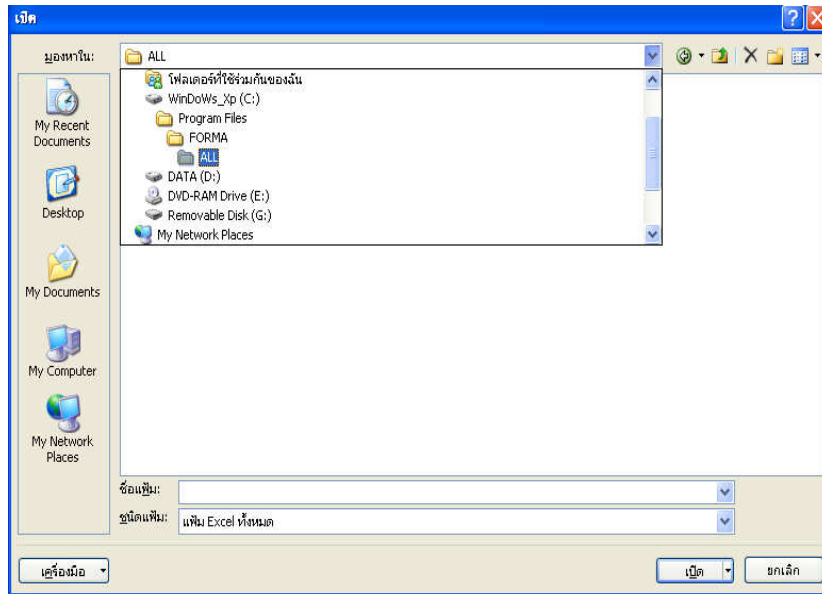 เปิด
มองหาใน:
ALL
โฟลเดอร์ที่ใช้ร่วมกันของฉัน
WinDoWs_Xp (C:)
Program Files
FORMA
ALL
DATA (D:)
DVD-RAM Drive (E:)
Removable Disk (G:)
My Network Places
My Recent
Documents
Desktop
My Documents
My Computer
My Network
Places
ชื่อแฟ้ม:
ชนิดแฟ้ม:
แฟ้ม Excel ทั้งหมด
เครื่องมือ
เปิด
ยกเลิก